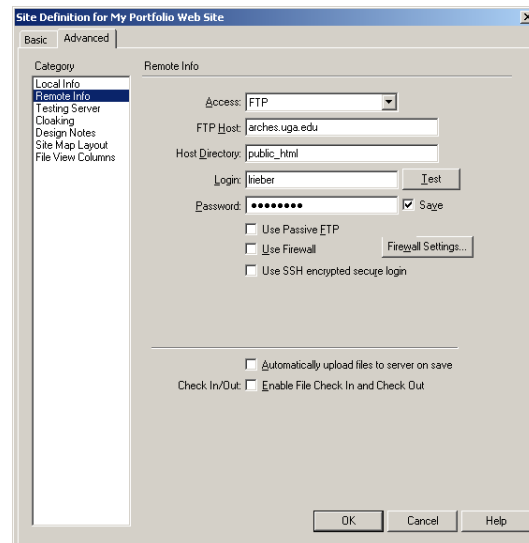 Site Definition for My Portfolio Web Site
Basic Advanced
Category
Local Info
Remote Info
Testing Server
Cloaking
Design Notes
Site Map Layout
File View Columns
Remote Info
Access: FTP
FTP Host: arches.uga.edu
Host Directory: public_html
Login: lrieber Test
Password: ●●●●●●●● Save
Use Passive FTP
Use Firewall Firewall Settings...
Use SSH encrypted secure login
Automatically upload files to server on save
Check In/Out: Enable File Check In and Check Out
OK Cancel Help